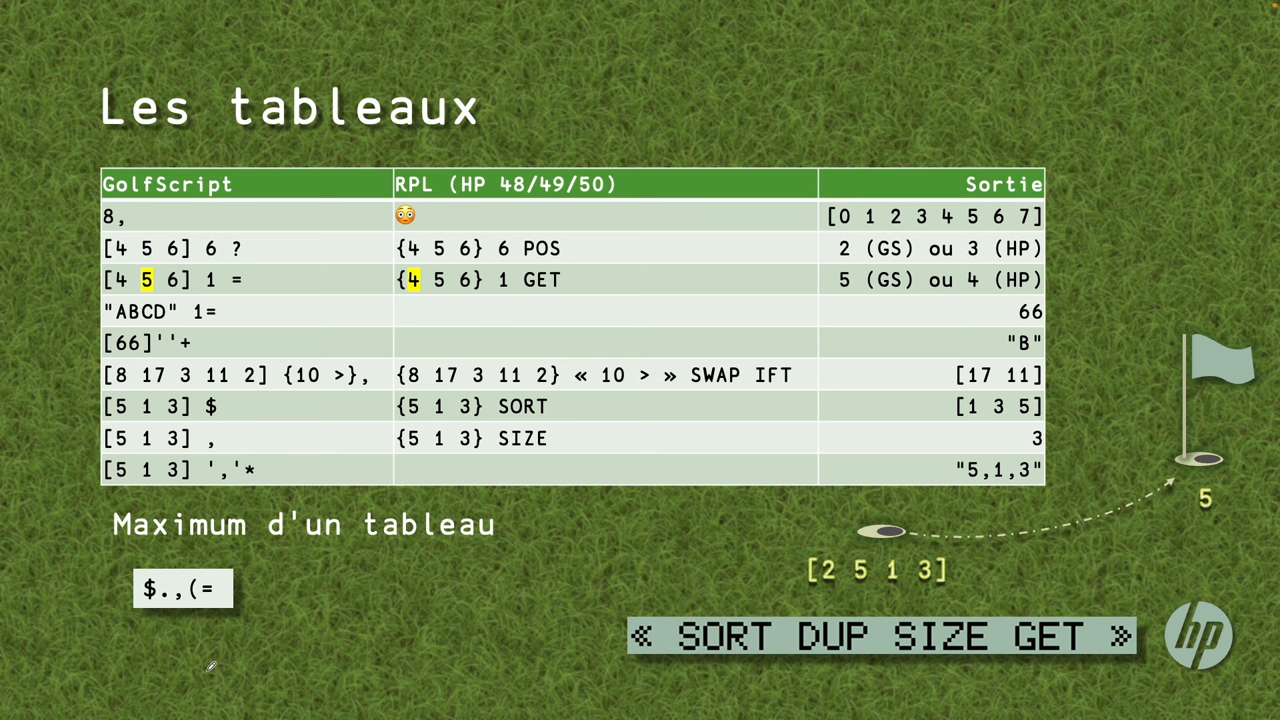 Les tableaux
GolfScript RPL (HP 48/49/50) Sortie
8, 😳 [0 1 2 3 4 5 6 7]
[4 5 6] 6 ? {4 5 6} 6 POS 2 (GS) ou 3 (HP)
[4 5 6] 1 = {4 5 6} 1 GET 5 (GS) ou 4 (HP)
"ABCD" 1= 66
[66]''+ "B"
[8 17 3 11 2] {10 >}, {8 17 3 11 2} « 10 > » SWAP IFT [17 11]
[5 1 3] $ {5 1 3} SORT [1 3 5]
[5 1 3] , {5 1 3} SIZE 3
[5 1 3] ','* "5,1,3"
Maximum d'un tableau
5
[2 5 1 3]
$.,(=
« SORT DUP SIZE GET »
hp